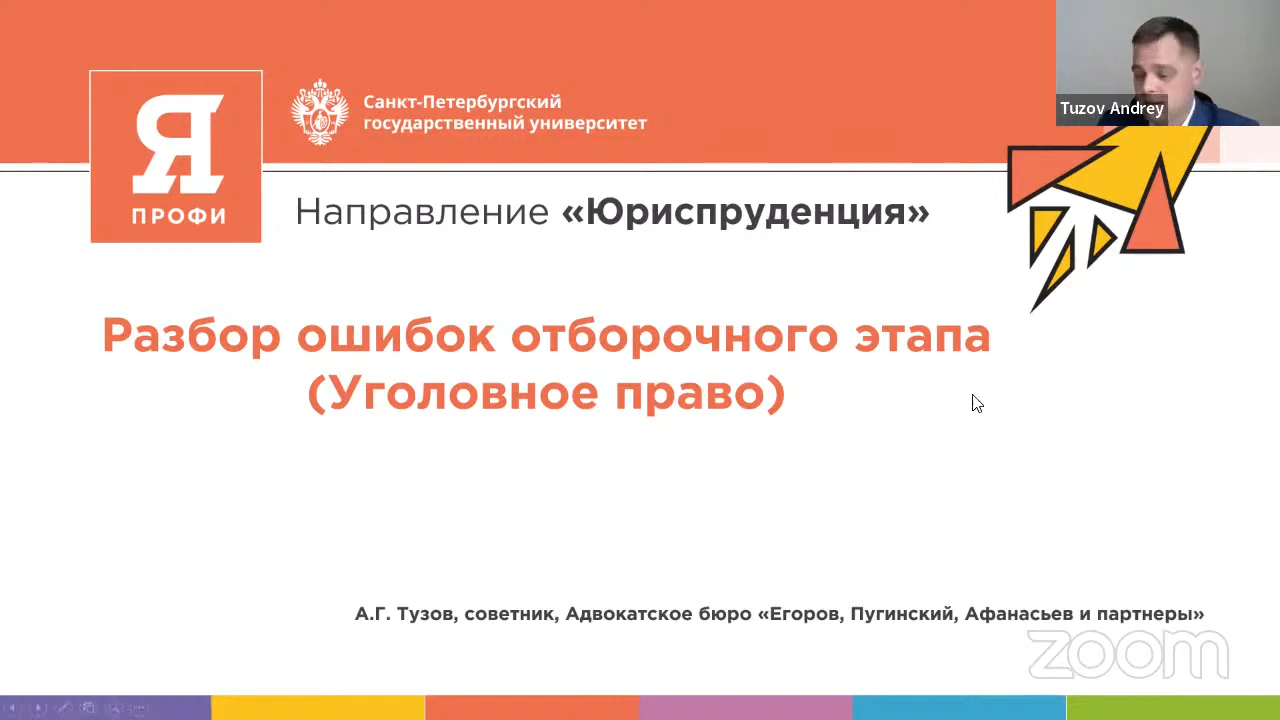 Tuzov Andrey
Санкт-Петербургский
государственный университет
Я
ПРОФИ
Направление «Юриспруденция»
Разбор ошибок отборочного этапа
(Уголовное право)
А.Г. Тузов, советник, Адвокатское бюро «Егоров, Пугинский, Афанасьев и партнеры»
zoom